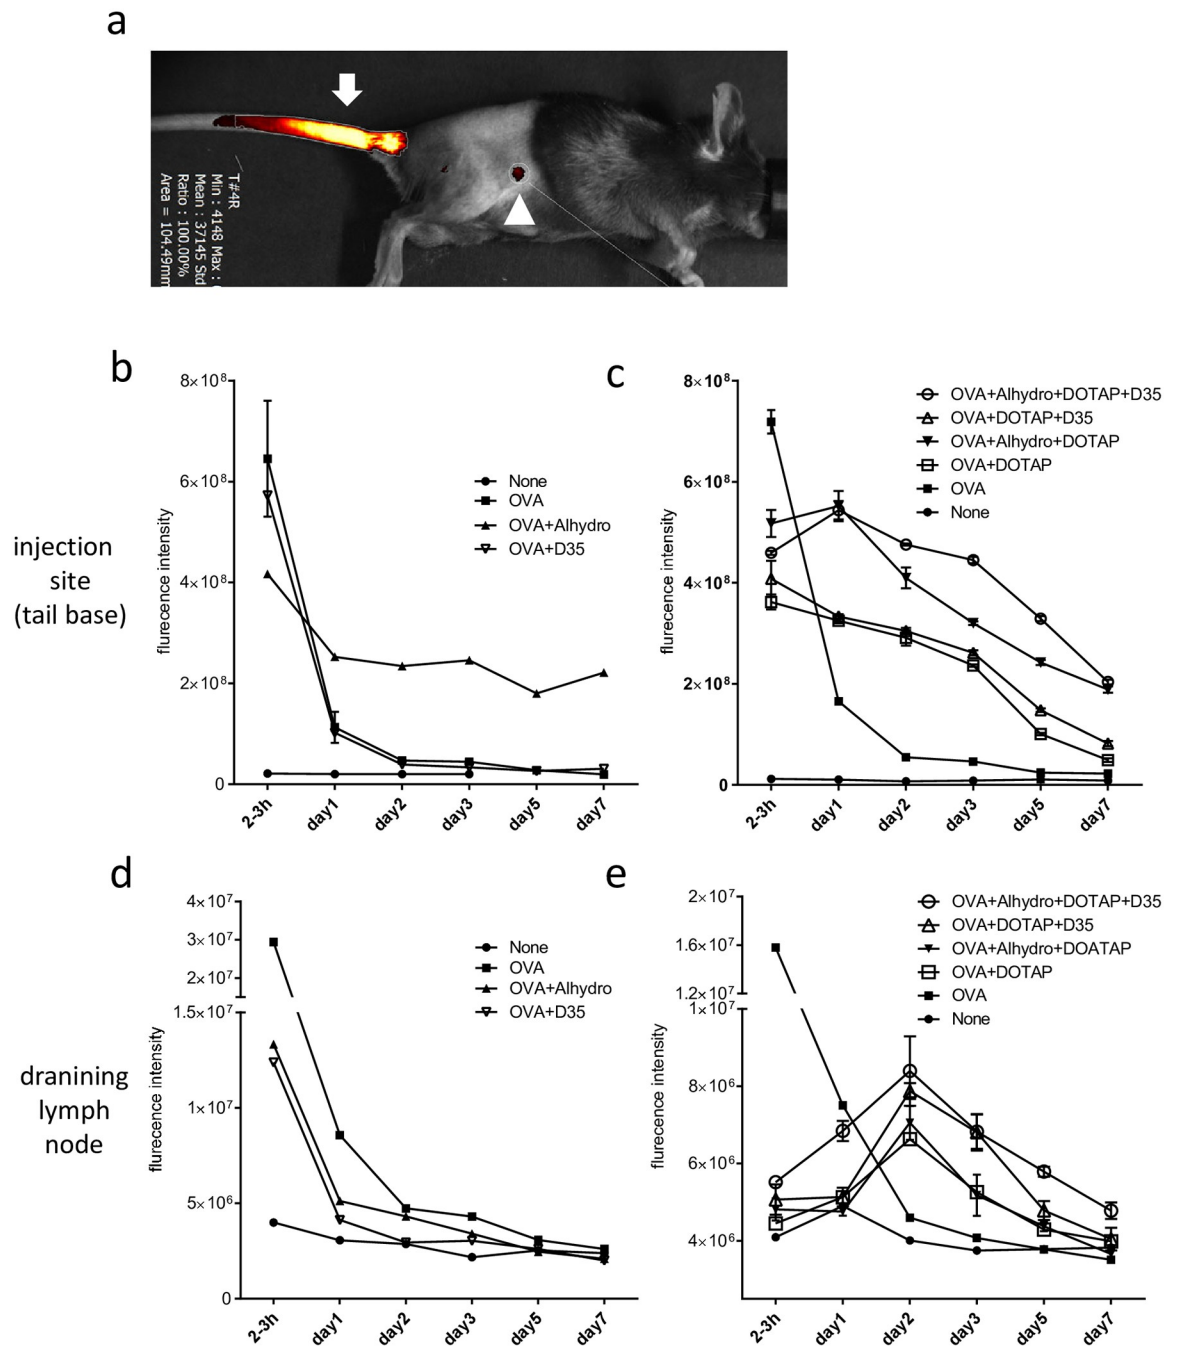 a
T#4R
Min : 4148 Max :
Mean : 37145 Std
Ratio : 100.00%
Area = 104.49mm
b
8×10⁸
6×10⁸
4×10⁸
2×10⁸
0
flurecence intensity
None
OVA
OVA+Alhydro
OVA+D35
2-3h
day1
day2
day3
day5
day7
injection
site
(tail base)
c
8×10⁸
6×10⁸
4×10⁸
2×10⁸
0
flurecence intensity
OVA+Alhydro+DOTAP+D35
OVA+DOTAP+D35
OVA+Alhydro+DOTAP
OVA+DOTAP
OVA
None
2-3h
day1
day2
day3
day5
day7
d
4×10⁷
3×10⁷
2×10⁷
1.5×10⁷
1×10⁷
5×10⁶
0
flurecence intensity
None
OVA
OVA+Alhydro
OVA+D35
2-3h
day1
day2
day3
day5
day7
dranining
lymph
node
e
2×10⁷
1.6×10⁷
1.2×10⁷
1×10⁷
8×10⁶
6×10⁶
4×10⁶
flurecence intensity
OVA+Alhydro+DOTAP+D35
OVA+DOTAP+D35
OVA+Alhydro+DOATAP
OVA+DOTAP
OVA
None
2-3h
day1
day2
day3
day5
day7